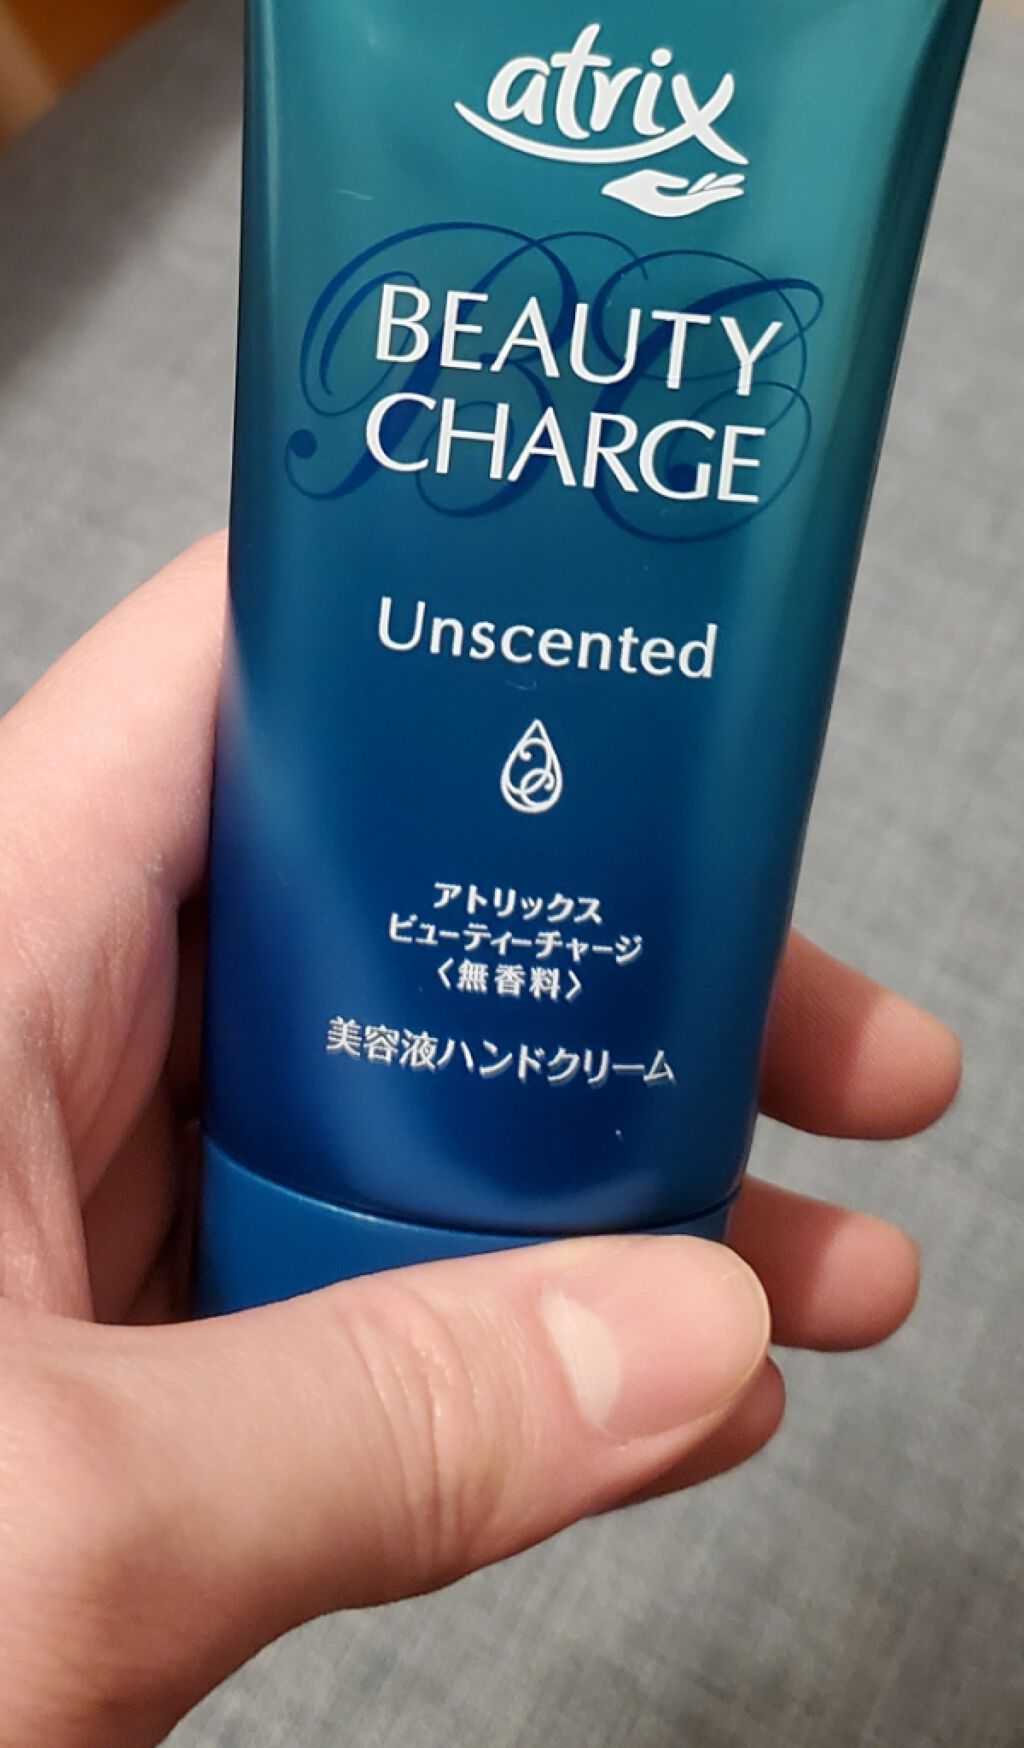 atrix
BEAUTY
CHARGE
Unscented
アトリックス
ビューティーチャージ
〈無香料〉
美容液ハンドクリーム